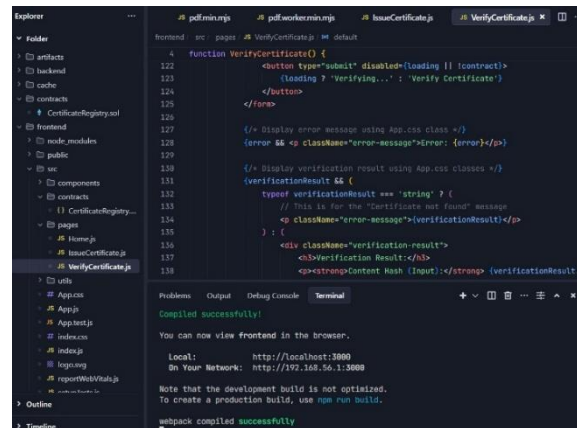 Explorer
Folder
artifacts
backend
cache
contracts
CertificateRegistry.sol
frontend
node_modules
public
src
components
contracts
{} CertificateRegistry....
pages
JS Home.js
JS IssueCertificate.js
JS VerifyCertificate.js
utils
# App.css
JS App.js
JS App.test.js
# index.css
JS index.js
logo.svg
JS reportWebVitals.js
Outline
Timeline
JS pdf.min.mjs
JS pdf.worker.min.mjs
JS IssueCertificate.js
JS VerifyCertificate.js
frontend > src > pages > JS VerifyCertificate.js > default
4 function VerifyCertificate() {
122 <button type="submit" disabled={loading || !contract}>
123 {loading ? 'Verifying...' : 'Verify Certificate'}
124 </button>
125 </form>
126
127 {/* Display error message using App.css class */}
128 {error && <p className="error-message">Error: {error}</p>}
129
130 {/* Display verification result using App.css classes */}
131 {verificationResult && (
132 typeof verificationResult === 'string' ? (
133 // This is for the "Certificate not found" message
134 <p className="error-message">{verificationResult}</p>
135 ) : (
136 <div className="verification-result">
137 <h3>Verification Result:</h3>
138 <p><strong>Content Hash (Input):</strong> {verificationResult
Problems Output Debug Console Terminal
Compiled successfully!
You can now view frontend in the browser.
Local: http://localhost:3000
On Your Network: http://192.168.56.1:3000
Note that the development build is not optimized.
To create a production build, use npm run build.
webpack compiled successfully